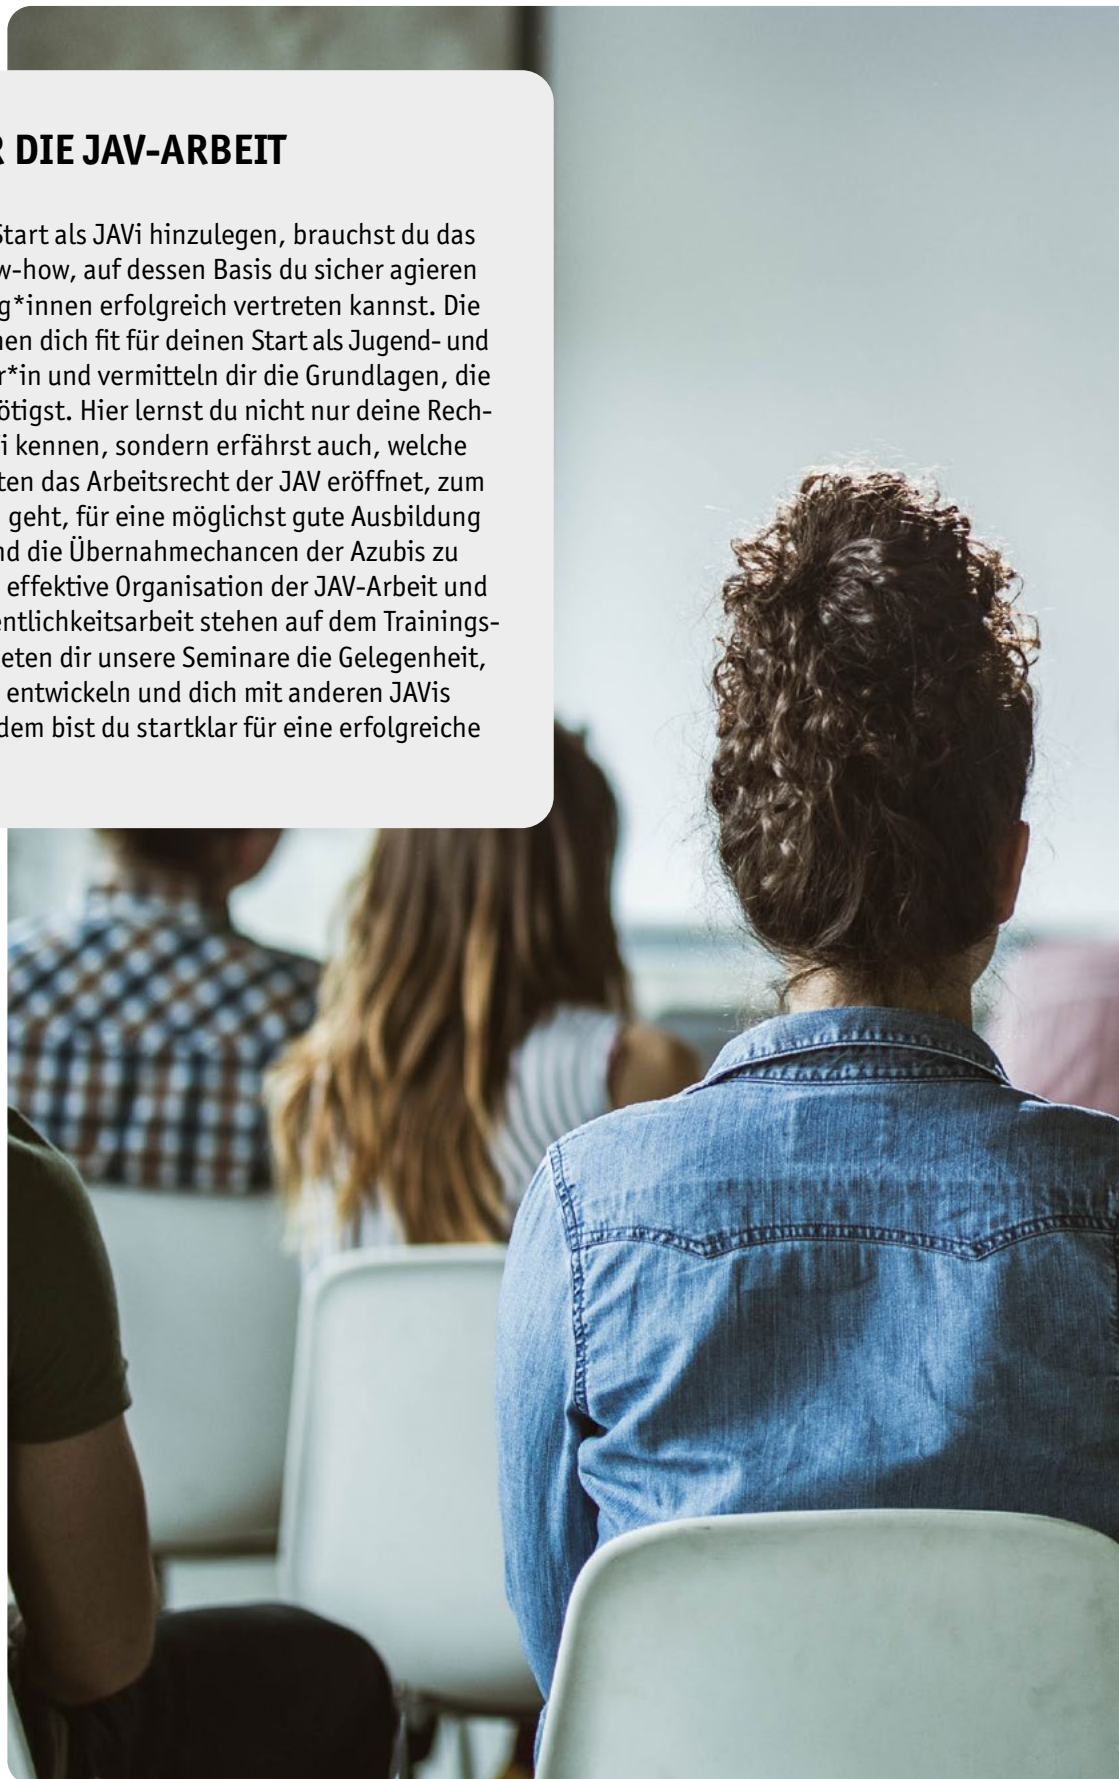 DIE JAV-ARBEIT
Start als JAVi hinzulegen, brauchst du das
w-how, auf dessen Basis du sicher agieren
g*innen erfolgreich vertreten kannst. Die
nen dich fit für deinen Start als Jugend- und
r*in und vermitteln dir die Grundlagen, die
ötigst. Hier lernst du nicht nur deine Rech-
i kennen, sondern erfährst auch, welche
ten das Arbeitsrecht der JAV eröffnet, zum
geht, für eine möglichst gute Ausbildung
nd die Übernahmechancen der Azubis zu
effektive Organisation der JAV-Arbeit und
entlichkeitsarbeit stehen auf dem Trainings-
eten dir unsere Seminare die Gelegenheit,
entwickeln und dich mit anderen JAVis
dem bist du startklar für eine erfolgreiche